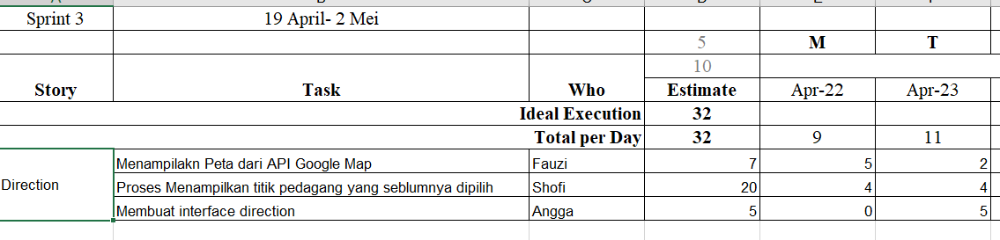 Sprint 3 19 April- 2 Mei
5 M T
10
Story Task Who Estimate Apr-22 Apr-23
Ideal Execution 32
Total per Day 32 9 11
Menampilakn Peta dari API Google Map Fauzi 7 5 2
Direction Proses Menampilkan titik pedagang yang seblumnya dipilih Shofi 20 4 4
Membuat interface direction Angga 5 0 5